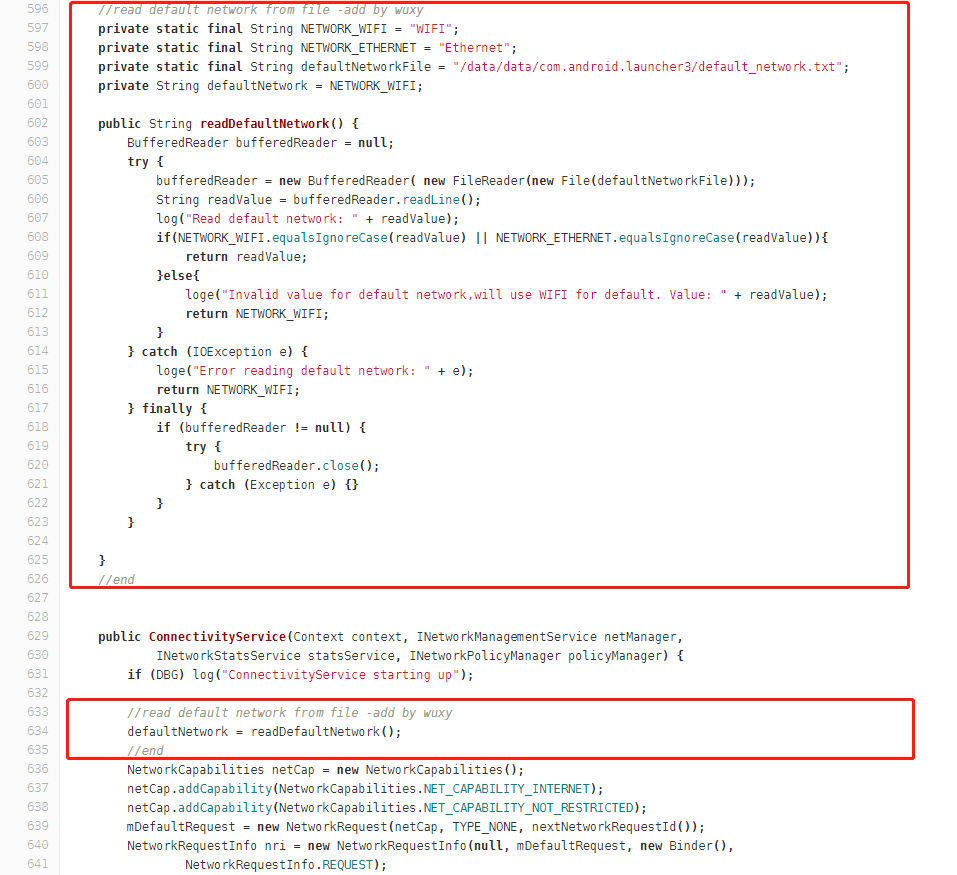 596 //read default network from file -add by wuxy
597 private static final String NETWORK_WIFI = "WIFI";
598 private static final String NETWORK_ETHERNET = "Ethernet";
599 private static final String defaultNetworkFile = "/data/data/com.android.launcher3/default_network.txt";
600 private String defaultNetwork = NETWORK_WIFI;
601
602 public String readDefaultNetwork() {
603 BufferedReader bufferedReader = null;
604 try {
605 bufferedReader = new BufferedReader( new FileReader(new File(defaultNetworkFile)));
606 String readValue = bufferedReader.readLine();
607 log("Read default network: " + readValue);
608 if(NETWORK_WIFI.equalsIgnoreCase(readValue) || NETWORK_ETHERNET.equalsIgnoreCase(readValue)){
609 return readValue;
610 }else{
611 loge("Invalid value for default network,will use WIFI for default. Value: " + readValue);
612 return NETWORK_WIFI;
613 }
614 } catch (IOException e) {
615 loge("Error reading default network: " + e);
616 return NETWORK_WIFI;
617 } finally {
618 if (bufferedReader != null) {
619 try {
620 bufferedReader.close();
621 } catch (Exception e) {}
622 }
623 }
624
625 }
626 //end
627
628
629 public ConnectivityService(Context context, INetworkManagementService netManager,
630 INetworkStatsService statsService, INetworkPolicyManager policyManager) {
631 if (DBG) log("ConnectivityService starting up");
632
633 //read default network from file -add by wuxy
634 defaultNetwork = readDefaultNetwork();
635 //end
636 NetworkCapabilities netCap = new NetworkCapabilities();
637 netCap.addCapability(NetworkCapabilities.NET_CAPABILITY_INTERNET);
638 netCap.addCapability(NetworkCapabilities.NET_CAPABILITY_NOT_RESTRICTED);
639 mDefaultRequest = new NetworkRequest(netCap, TYPE_NONE, nextNetworkRequestId());
640 NetworkRequestInfo nri = new NetworkRequestInfo(null, mDefaultRequest, new Binder(),
641 NetworkRequestInfo.REQUEST);